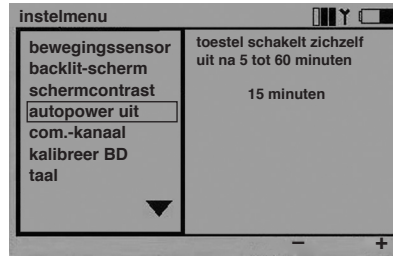 instelmenu
bewegingssensor
backlit-scherm
schermcontrast
autopower uit
com.-kanaal
kalibreer BD
taal
toestel schakelt zichzelf
uit na 5 tot 60 minuten
15 minuten
− +